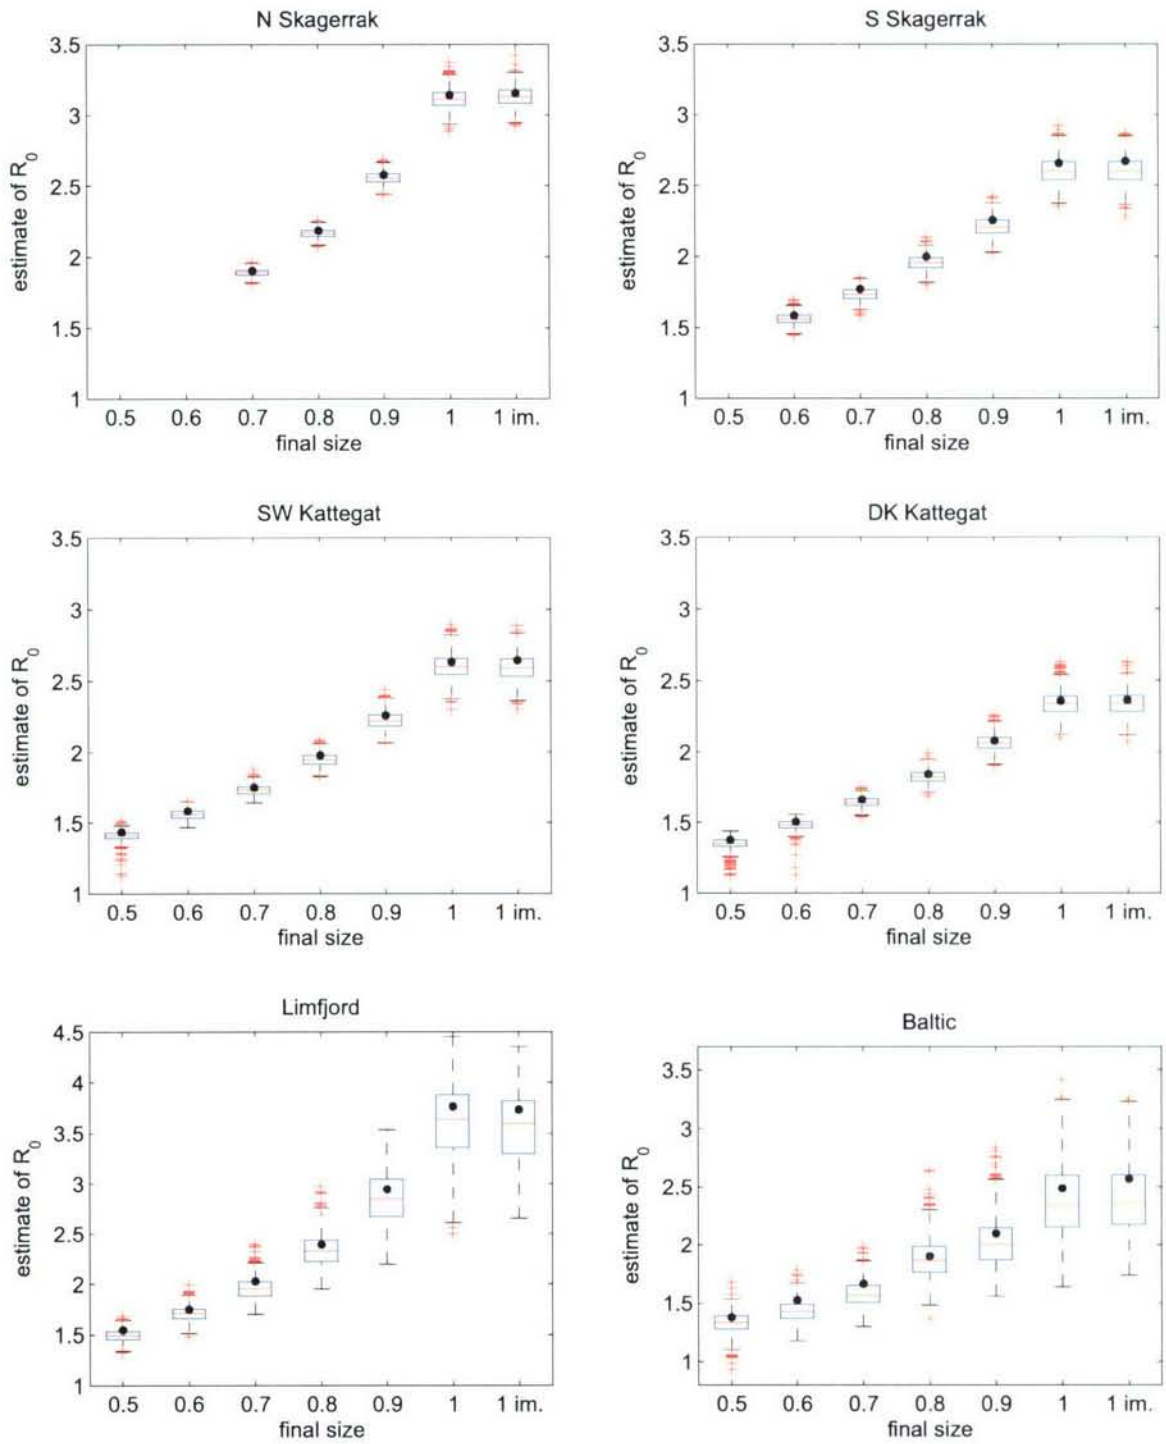 N Skagerrak
3.5
3
2.5
2
1.5
1
estimate of R0
0.5 0.6 0.7 0.8 0.9 1 1 im.
final size
S Skagerrak
3.5
3
2.5
2
1.5
1
estimate of R0
0.5 0.6 0.7 0.8 0.9 1 1 im.
final size
SW Kattegat
3.5
3
2.5
2
1.5
1
estimate of R0
0.5 0.6 0.7 0.8 0.9 1 1 im.
final size
DK Kattegat
3.5
3
2.5
2
1.5
1
estimate of R0
0.5 0.6 0.7 0.8 0.9 1 1 im.
final size
Limfjord
4.5
4
3.5
3
2.5
2
1.5
1
estimate of R0
0.5 0.6 0.7 0.8 0.9 1 1 im.
final size
Baltic
3.5
3
2.5
2
1.5
1
estimate of R0
0.5 0.6 0.7 0.8 0.9 1 1 im.
final size